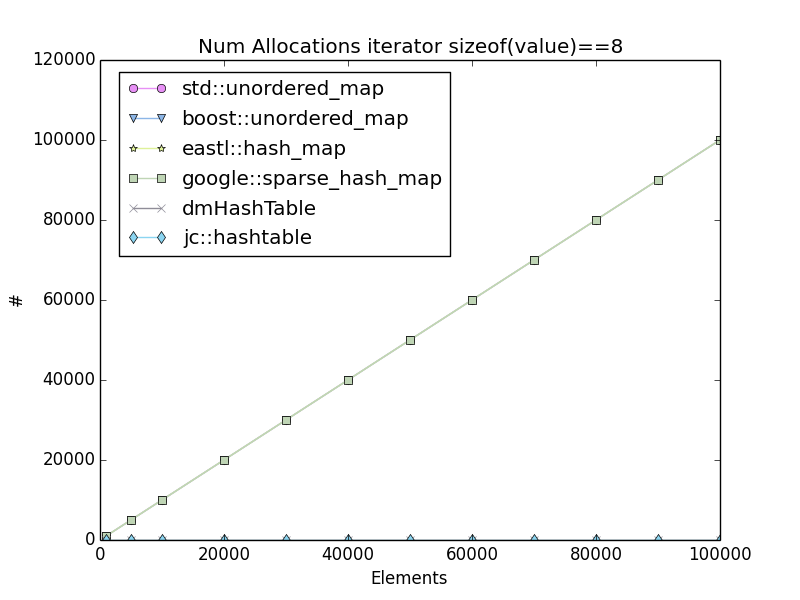 Num Allocations iterator sizeof(value)==8
120000
100000
80000
60000
40000
20000
0
#
std::unordered_map
boost::unordered_map
eastl::hash_map
google::sparse_hash_map
dmHashTable
jc::hashtable
0 20000 40000 60000 80000 100000
Elements